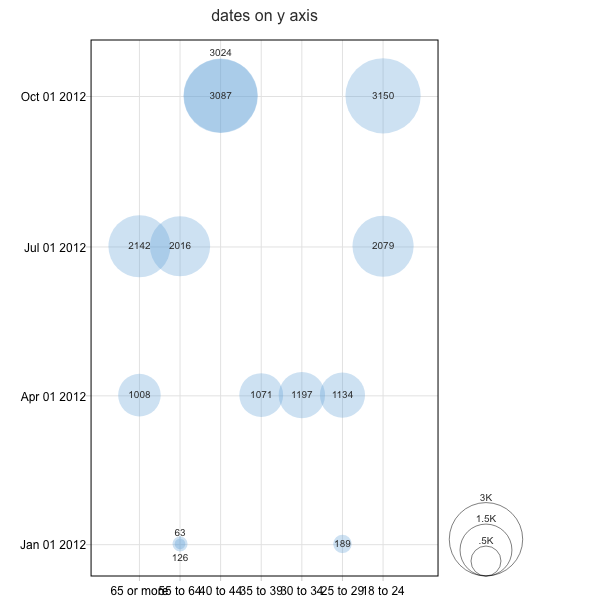 dates on y axis
3024
Oct 01 2012
3087
3150
Jul 01 2012
2142
2016
2079
Apr 01 2012
1008
1071
1197
1134
63
Jan 01 2012
189
126
3K
1.5K
.5K
65 or more
55 to 64
40 to 44
35 to 39
30 to 34
25 to 29
18 to 24